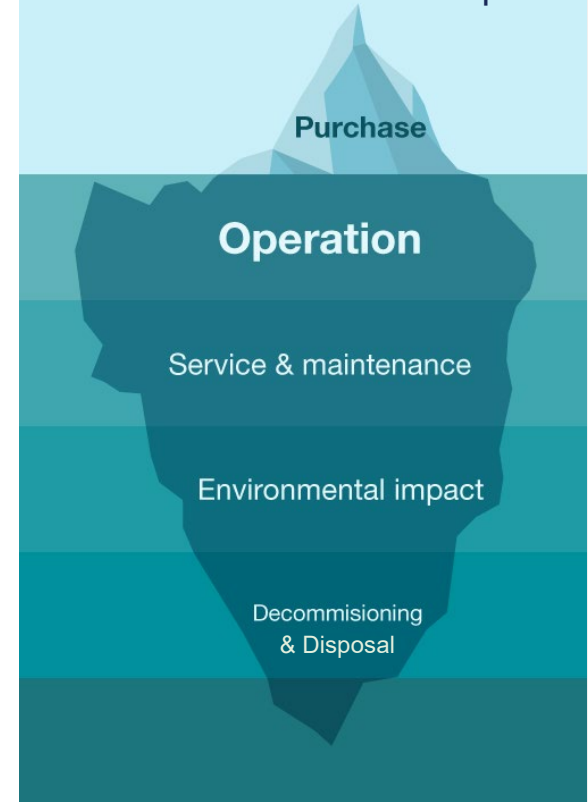 Purchase
Operation
Service & maintenance
Environmental impact
Decommisioning
& Disposal